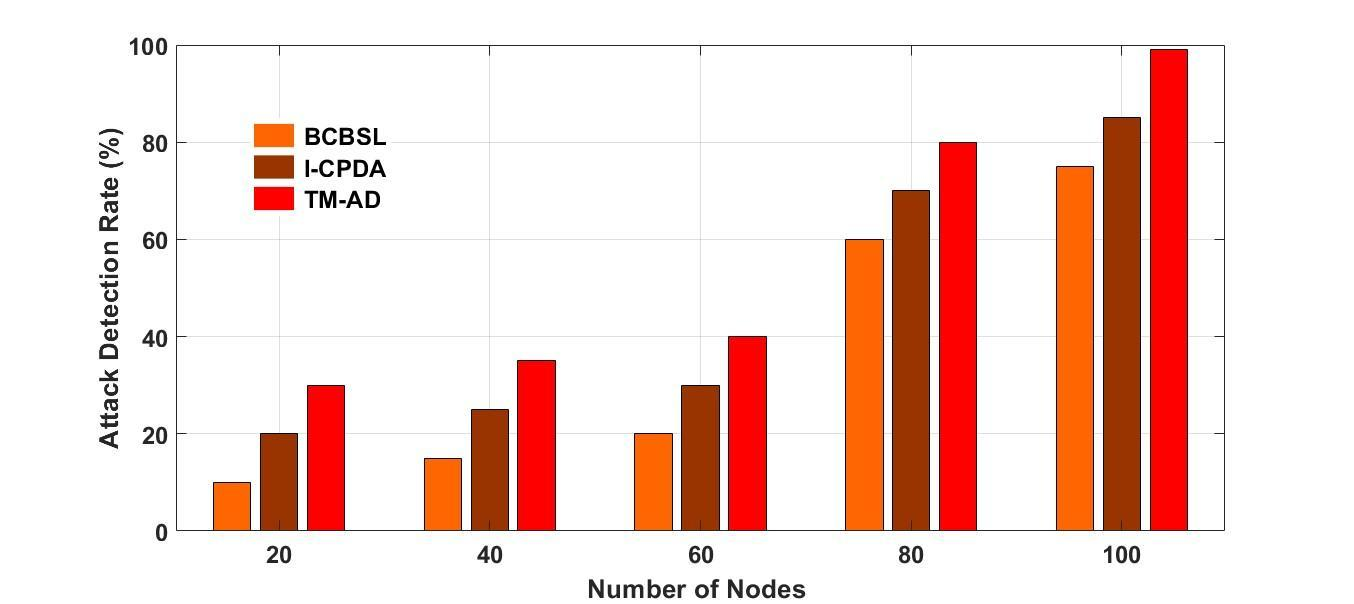 100
80
60
40
20
0
Attack Detection Rate (%)
BCBSL
I-CPDA
TM-AD
20 40 60 80 100
Number of Nodes